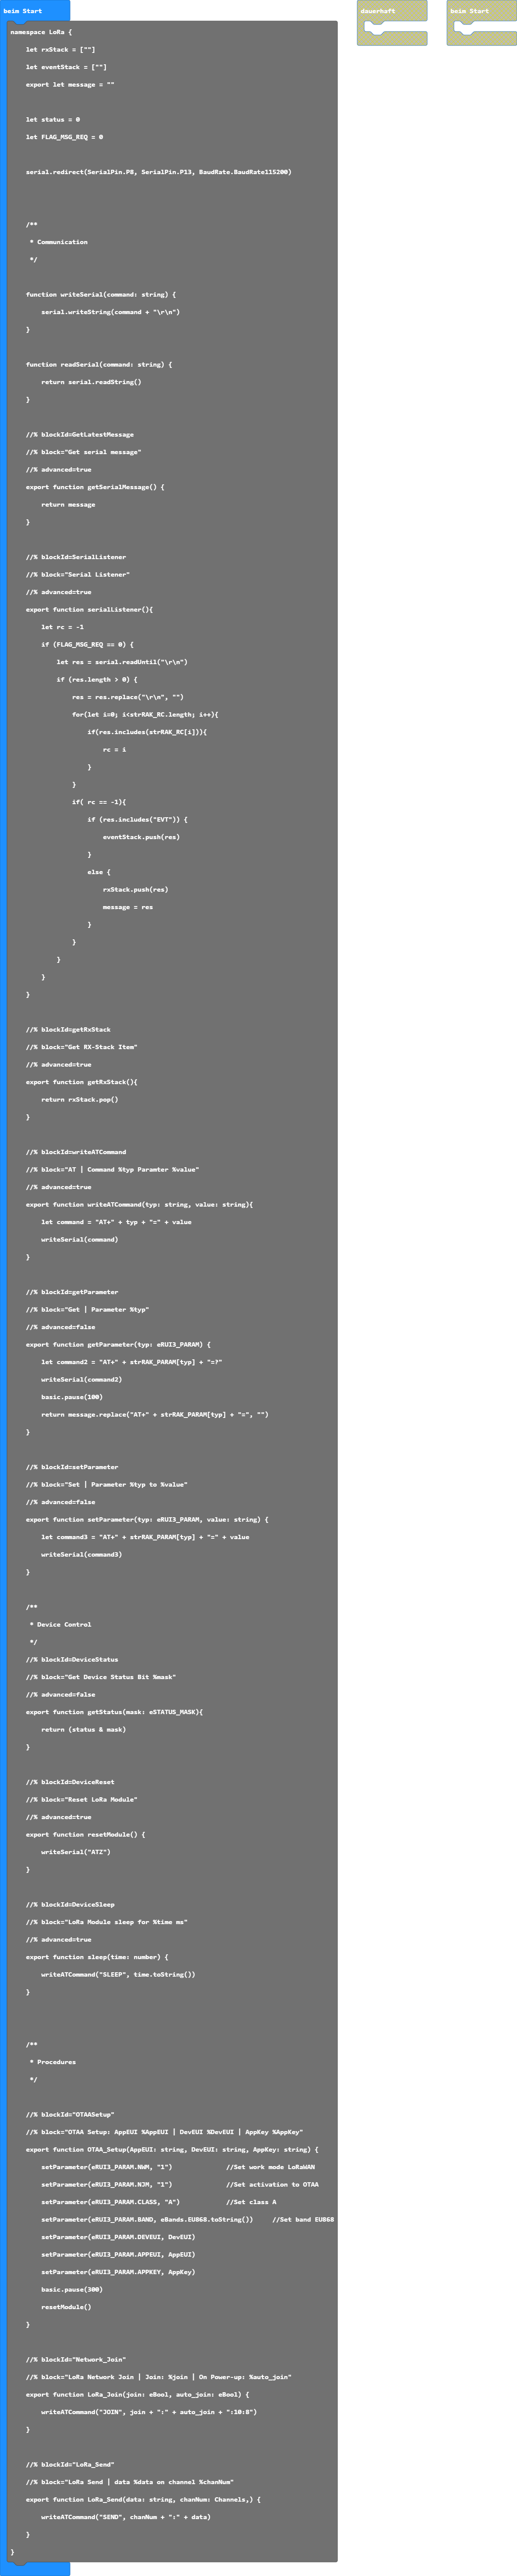 beim Start
dauerhaft
beim Start
namespace LoRa {
    let rxStack = [""]
    let eventStack = [""]
    export let message = ""
    let status = 0
    let FLAG_MSG_REQ = 0
    serial.redirect(SerialPin.P8, SerialPin.P13, BaudRate.BaudRate115200)
    /**
     * Communication
     */
    function writeSerial(command: string) {
        serial.writeString(command + "\r\n")
    }
    function readSerial(command: string) {
        return serial.readString()
    }
    //% blockId=GetLatestMessage
    //% block="Get serial message"
    //% advanced=true
    export function getSerialMessage() {
        return message
    }
    //% blockId=SerialListener
    //% block="Serial Listener"
    //% advanced=true
    export function serialListener(){
        let rc = -1
        if (FLAG_MSG_REQ == 0) {
            let res = serial.readUntil("\r\n")
            if (res.length > 0) {
                res = res.replace("\r\n", "")
                for(let i=0; i<strRAK_RC.length; i++){
                    if(res.includes(strRAK_RC[i])){
                        rc = i
                    }
                }
                if( rc == -1){
                    if (res.includes("EVT")) {
                        eventStack.push(res)
                    }
                    else {
                        rxStack.push(res)
                        message = res
                    }
                }
            }
        }
    }
    //% blockId=getRxStack
    //% block="Get RX-Stack Item"
    //% advanced=true
    export function getRxStack(){
        return rxStack.pop()
    }
    //% blockId=writeATCommand
    //% block="AT | Command %typ Paramter %value"
    //% advanced=true
    export function writeATCommand(typ: string, value: string){
        let command = "AT+" + typ + "=" + value
        writeSerial(command)
    }
    //% blockId=getParameter
    //% block="Get | Parameter %typ"
    //% advanced=false
    export function getParameter(typ: eRUI3_PARAM) {
        let command2 = "AT+" + strRAK_PARAM[typ] + "=?"
        writeSerial(command2)
        basic.pause(100)
        return message.replace("AT+" + strRAK_PARAM[typ] + "=", "")
    }
    //% blockId=setParameter
    //% block="Set | Parameter %typ to %value"
    //% advanced=false
    export function setParameter(typ: eRUI3_PARAM, value: string) {
        let command3 = "AT+" + strRAK_PARAM[typ] + "=" + value
        writeSerial(command3)
    }
    /**
     * Device Control
     */
    //% blockId=DeviceStatus
    //% block="Get Device Status Bit %mask"
    //% advanced=false
    export function getStatus(mask: eSTATUS_MASK){
        return (status & mask)
    }
    //% blockId=DeviceReset
    //% block="Reset LoRa Module"
    //% advanced=true
    export function resetModule() {
        writeSerial("ATZ")
    }
    //% blockId=DeviceSleep
    //% block="LoRa Module sleep for %time ms"
    //% advanced=true
    export function sleep(time: number) {
        writeATCommand("SLEEP", time.toString())
    }
    /**
     * Procedures
     */
    //% blockId="OTAASetup"
    //% block="OTAA Setup: AppEUI %AppEUI | DevEUI %DevEUI | AppKey %AppKey"
    export function OTAA_Setup(AppEUI: string, DevEUI: string, AppKey: string) {
        setParameter(eRUI3_PARAM.NWM, "1")              //Set work mode LoRaWAN
        setParameter(eRUI3_PARAM.NJM, "1")              //Set activation to OTAA
        setParameter(eRUI3_PARAM.CLASS, "A")            //Set class A
        setParameter(eRUI3_PARAM.BAND, eBands.EU868.toString())     //Set band EU868
        setParameter(eRUI3_PARAM.DEVEUI, DevEUI)
        setParameter(eRUI3_PARAM.APPEUI, AppEUI)
        setParameter(eRUI3_PARAM.APPKEY, AppKey)
        basic.pause(300)
        resetModule()
    }
    //% blockId="Network_Join"
    //% block="LoRa Network Join | Join: %join | On Power-up: %auto_join"
    export function LoRa_Join(join: eBool, auto_join: eBool) {
        writeATCommand("JOIN", join + ":" + auto_join + ":10:8")
    }
    //% blockId="LoRa_Send"
    //% block="LoRa Send | data %data on channel %chanNum"
    export function LoRa_Send(data: string, chanNum: Channels,) {
        writeATCommand("SEND", chanNum + ":" + data)
    }
}